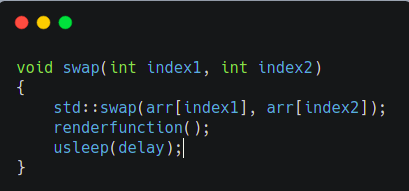 void swap(int index1, int index2)
{
    std::swap(arr[index1], arr[index2]);
    renderfunction();
    usleep(delay);
}